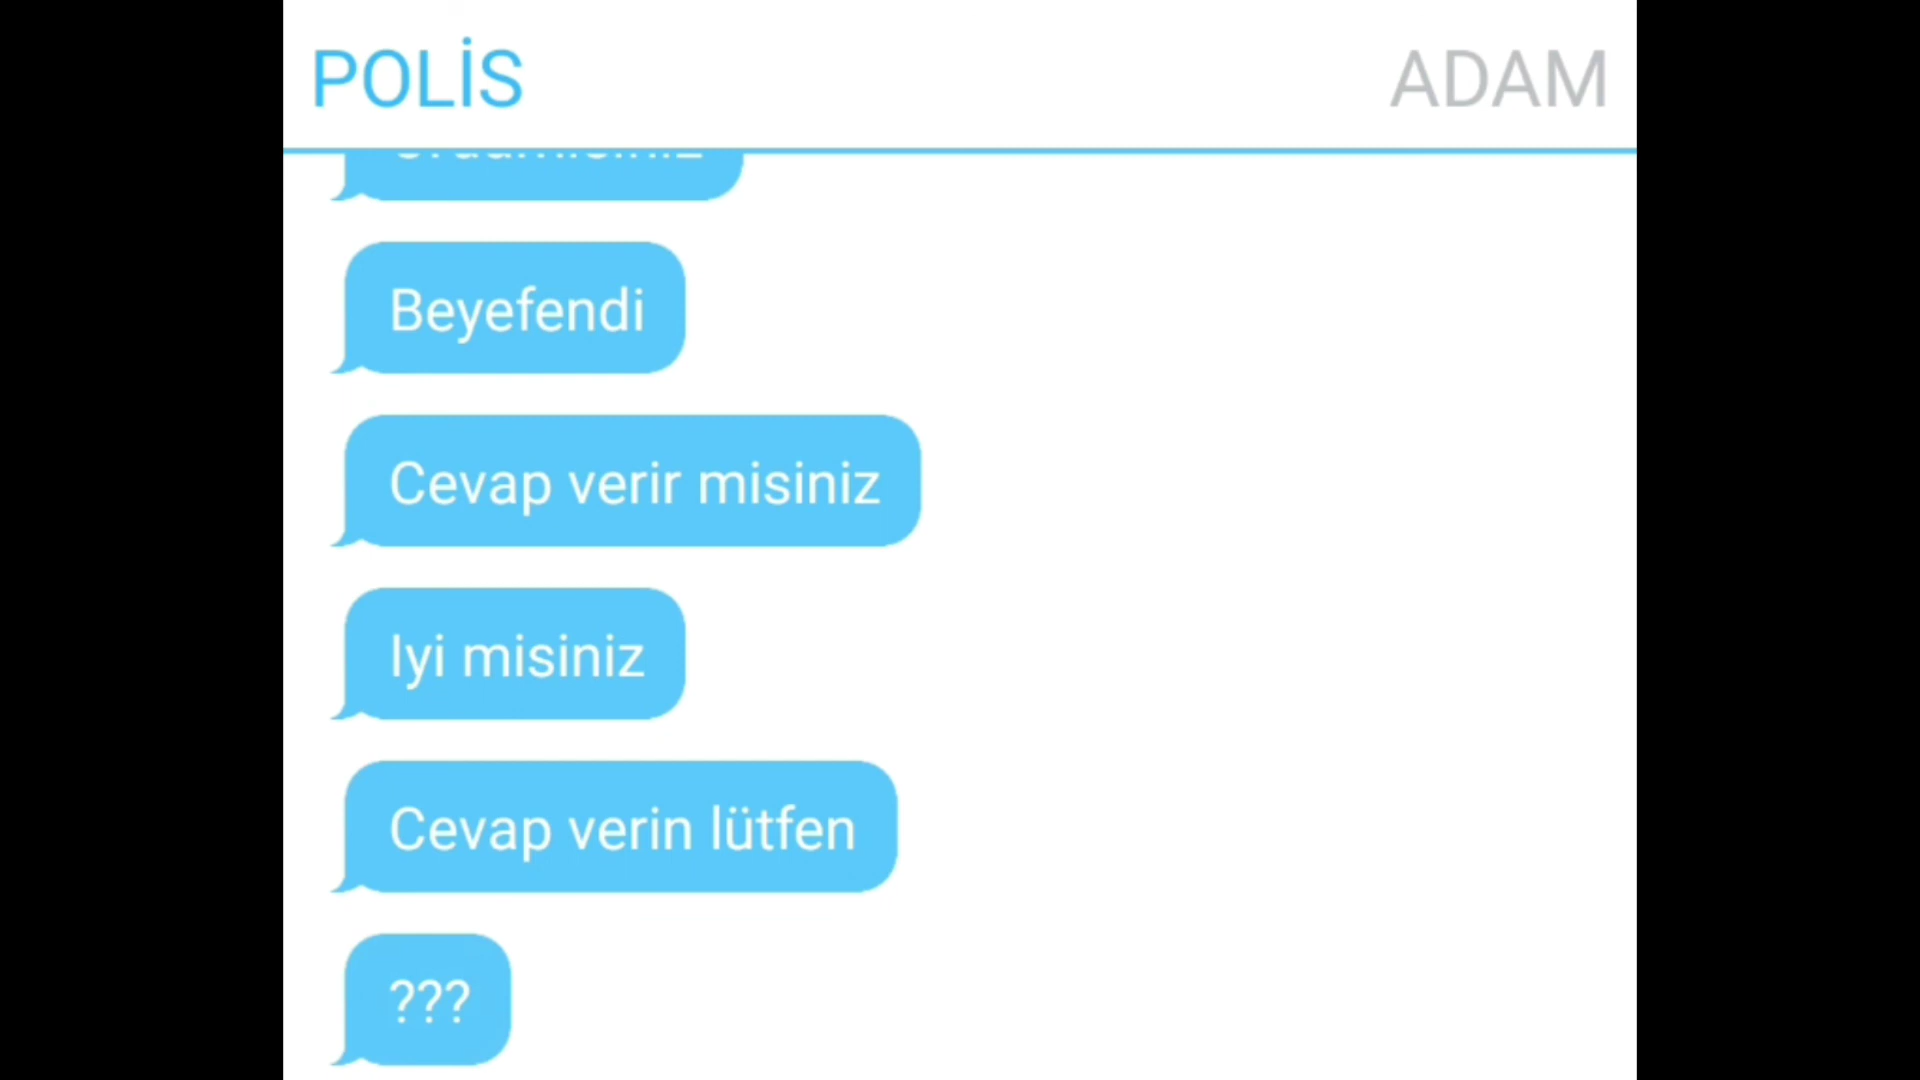 POLİS
ADAM
Beyefendi
Cevap verir misiniz
Iyi misiniz
Cevap verin lütfen
???